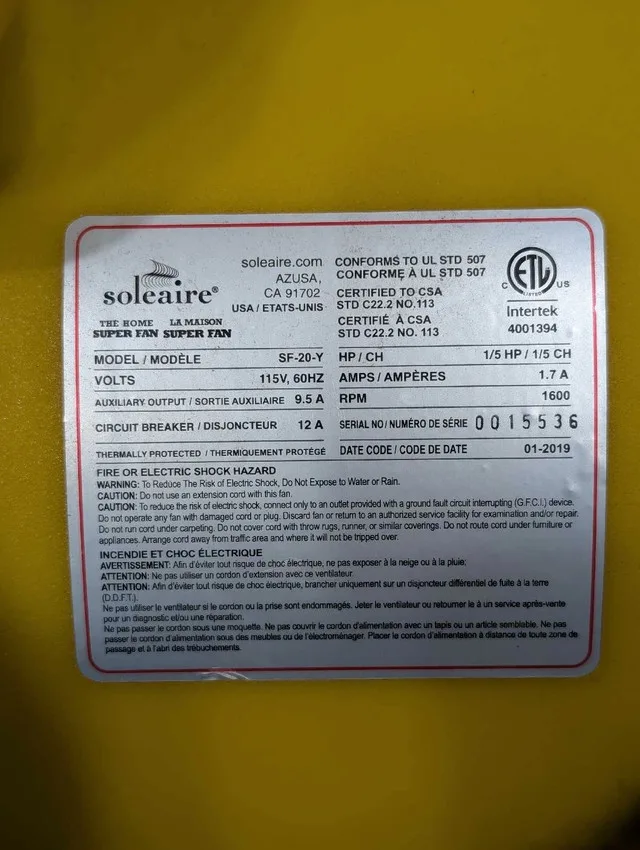 soleaire®
THE HOME LA MAISON
SUPER FAN SUPER FAN
soleaire.com
AZUSA,
CA 91702
USA / ETATS-UNIS
CONFORMS TO UL STD 507
CONFORME À UL STD 507
CERTIFIED TO CSA
STD C22.2 NO.113
CERTIFIÉ À CSA
STD C22.2 NO. 113
ETL
LISTED
C US
Intertek
4001394
MODEL / MODÈLE SF-20-Y
VOLTS 115V, 60HZ
AUXILIARY OUTPUT / SORTIE AUXILIAIRE 9.5 A
CIRCUIT BREAKER / DISJONCTEUR 12 A
THERMALLY PROTECTED / THERMIQUEMENT PROTÉGÉ
HP / CH 1/5 HP / 1/5 CH
AMPS / AMPÈRES 1.7 A
RPM 1600
SERIAL NO / NUMÉRO DE SÉRIE 0015536
DATE CODE / CODE DE DATE 01-2019
FIRE OR ELECTRIC SHOCK HAZARD
WARNING: To Reduce The Risk of Electric Shock, Do Not Expose to Water or Rain.
CAUTION: Do not use an extension cord with this fan.
CAUTION: To reduce the risk of electric shock, connect only to an outlet provided with a ground fault circuit interrupting (G.F.C.I.) device.
Do not operate any fan with damaged cord or plug. Discard fan or return to an authorized service facility for examination and/or repair.
Do not run cord under carpeting. Do not cover cord with throw rugs, runner, or similar coverings. Do not route cord under furniture or
appliances. Arrange cord away from traffic area and where it will not be tripped over.
INCENDIE ET CHOC ÉLECTRIQUE
AVERTISSEMENT: Afin d'éviter tout risque de choc électrique, ne pas exposer à la neige ou à la pluie;
ATTENTION: Ne pas utiliser un cordon d'extension avec ce ventilateur.
ATTENTION: Afin d'éviter tout risque de choc électrique, brancher uniquement sur un disjoncteur différentiel de fuite à la terre
(D.D.F.T.).
Ne pas utiliser le ventilateur si le cordon ou la prise sont endommagés. Jeter le ventilateur ou retourner le à un service après-vente
pour un diagnostic et/ou une réparation.
Ne pas passer le cordon sous une moquette. Ne pas couvrir le cordon d'alimentation avec un tapis ou un article semblable. Ne pas
passer le cordon d'alimentation sous des meubles ou de l'électroménager. Placer le cordon d'alimentation à distance de toute zone de
passage et à l'abri des trébuchements.